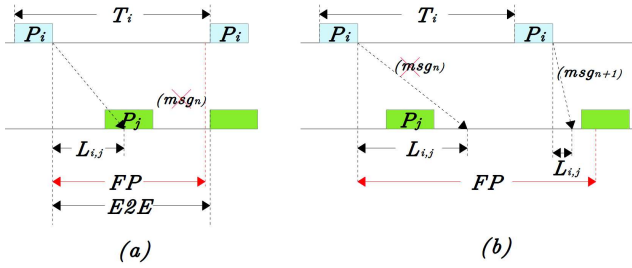 Ti Ti
Pi Pi Pi Pi
(msgn) (msgn+1)
(msgn)
Pj Pj
Li,j Li,j Li,j
FP FP
E2E
(a) (b)